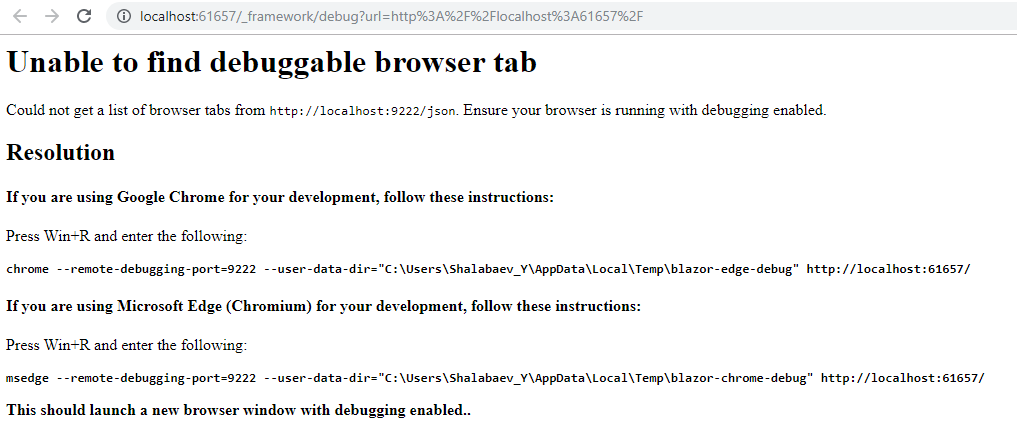 localhost:61657/_framework/debug?url=http%3A%2F%2Flocalhost%3A61657%2F
Unable to find debuggable browser tab
Could not get a list of browser tabs from http://localhost:9222/json. Ensure your browser is running with debugging enabled.
Resolution
If you are using Google Chrome for your development, follow these instructions:
Press Win+R and enter the following:
chrome --remote-debugging-port=9222 --user-data-dir="C:\Users\Shalabaev_Y\AppData\Local\Temp\blazor-edge-debug" http://localhost:61657/
If you are using Microsoft Edge (Chromium) for your development, follow these instructions:
Press Win+R and enter the following:
msedge --remote-debugging-port=9222 --user-data-dir="C:\Users\Shalabaev_Y\AppData\Local\Temp\blazor-chrome-debug" http://localhost:61657/
This should launch a new browser window with debugging enabled..